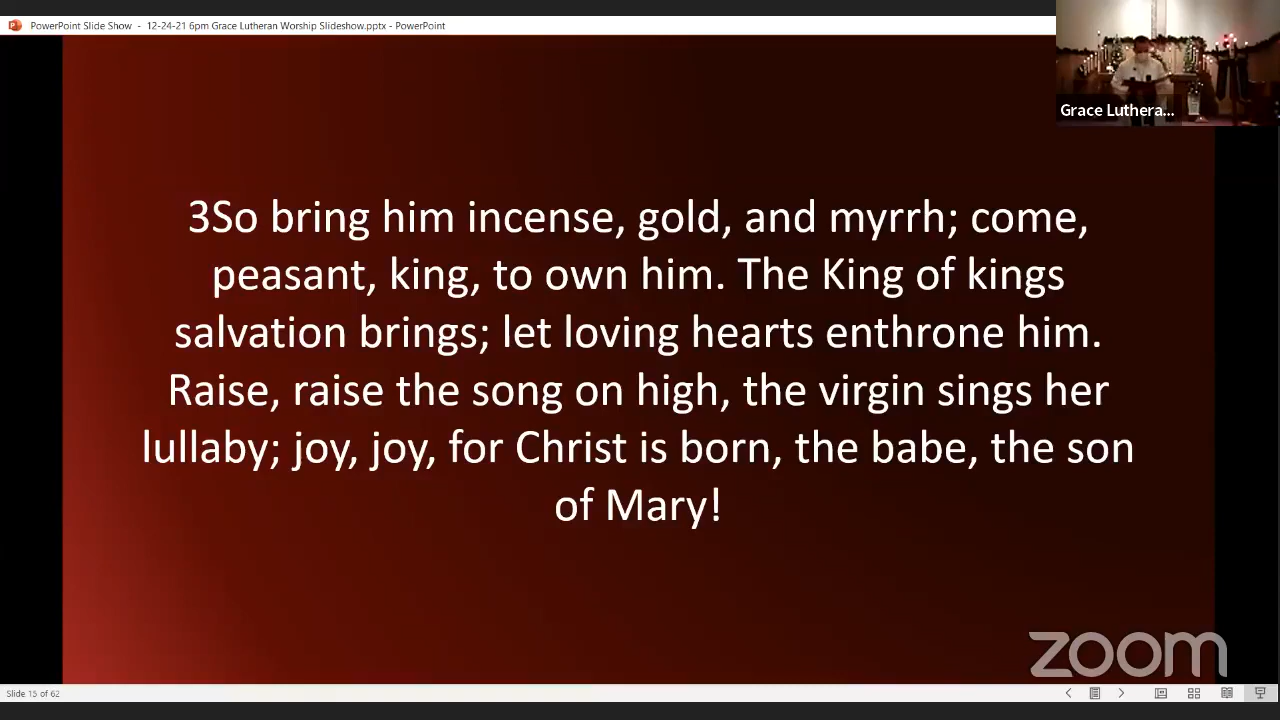 PowerPoint Slide Show - 12-24-21 6pm Grace Lutheran Worship Slideshow.pptx - PowerPoint
Grace Luthera...
3So bring him incense, gold, and myrrh; come,
peasant, king, to own him. The King of kings
salvation brings; let loving hearts enthrone him.
Raise, raise the song on high, the virgin sings her
lullaby; joy, joy, for Christ is born, the babe, the son
of Mary!
zoom
Slide 15 of 62